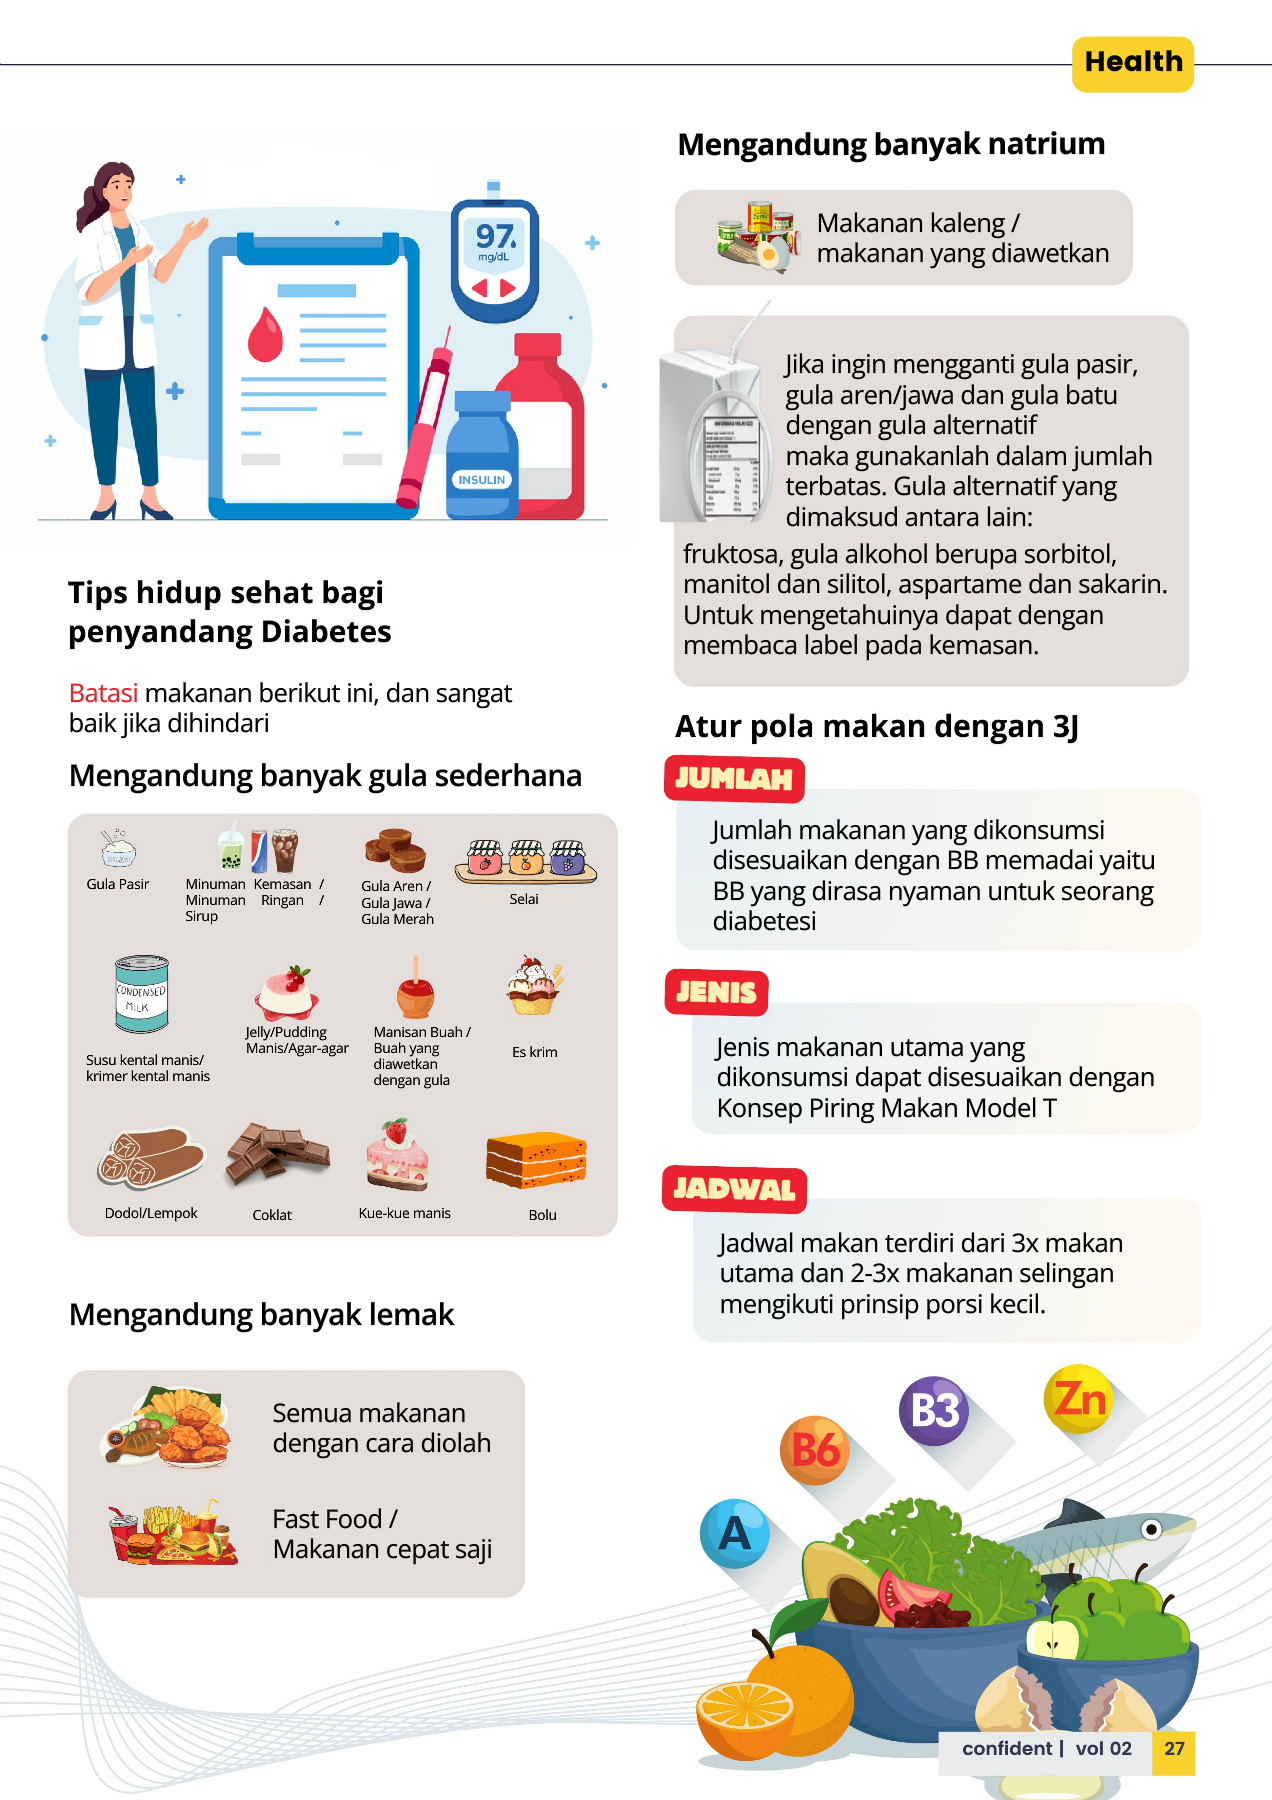 Health
97
mg/dL
INSULIN
Tips hidup sehat bagi
penyandang Diabetes
Batasi makanan berikut ini, dan sangat
baik jika dihindari
Mengandung banyak gula sederhana
Gula Pasir
Minuman Kemasan /
Minuman Ringan /
Sirup
Gula Aren /
Gula Jawa /
Gula Merah
Selai
CONDENSED
MILK
Susu kental manis/
krimer kental manis
Jelly/Pudding
Manis/Agar-agar
Manisan Buah /
Buah yang
diawetkan
dengan gula
Es krim
Dodol/Lempok
Coklat
Kue-kue manis
Bolu
Mengandung banyak lemak
Semua makanan
dengan cara diolah
Fast Food /
Makanan cepat saji
Mengandung banyak natrium
Makanan kaleng /
makanan yang diawetkan
Jika ingin mengganti gula pasir,
gula aren/jawa dan gula batu
dengan gula alternatif
maka gunakanlah dalam jumlah
terbatas. Gula alternatif yang
dimaksud antara lain:
fruktosa, gula alkohol berupa sorbitol,
manitol dan silitol, aspartame dan sakarin.
Untuk mengetahuinya dapat dengan
membaca label pada kemasan.
Atur pola makan dengan 3J
JUMLAH
Jumlah makanan yang dikonsumsi
disesuaikan dengan BB memadai yaitu
BB yang dirasa nyaman untuk seorang
diabetesi
JENIS
Jenis makanan utama yang
dikonsumsi dapat disesuaikan dengan
Konsep Piring Makan Model T
JADWAL
Jadwal makan terdiri dari 3x makan
utama dan 2-3x makanan selingan
mengikuti prinsip porsi kecil.
Zn
B3
B6
A
confident | vol 02 27